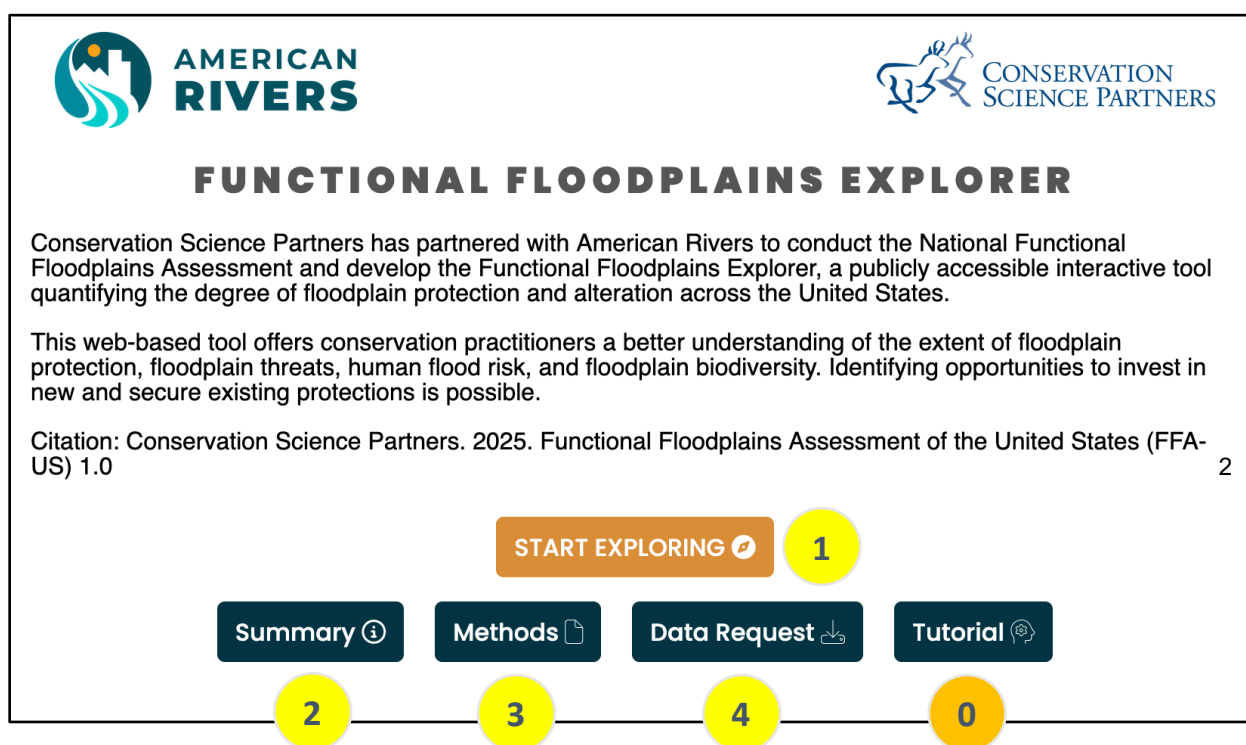 AMERICAN
RIVERS
CONSERVATION
SCIENCE PARTNERS
FUNCTIONAL FLOODPLAINS EXPLORER
Conservation Science Partners has partnered with American Rivers to conduct the National Functional
Floodplains Assessment and develop the Functional Floodplains Explorer, a publicly accessible interactive tool
quantifying the degree of floodplain protection and alteration across the United States.
This web-based tool offers conservation practitioners a better understanding of the extent of floodplain
protection, floodplain threats, human flood risk, and floodplain biodiversity. Identifying opportunities to invest in
new and secure existing protections is possible.
Citation: Conservation Science Partners. 2025. Functional Floodplains Assessment of the United States (FFA-
US) 1.0
2
START EXPLORING
1
Summary
Methods
Data Request
Tutorial
2
3
4
0